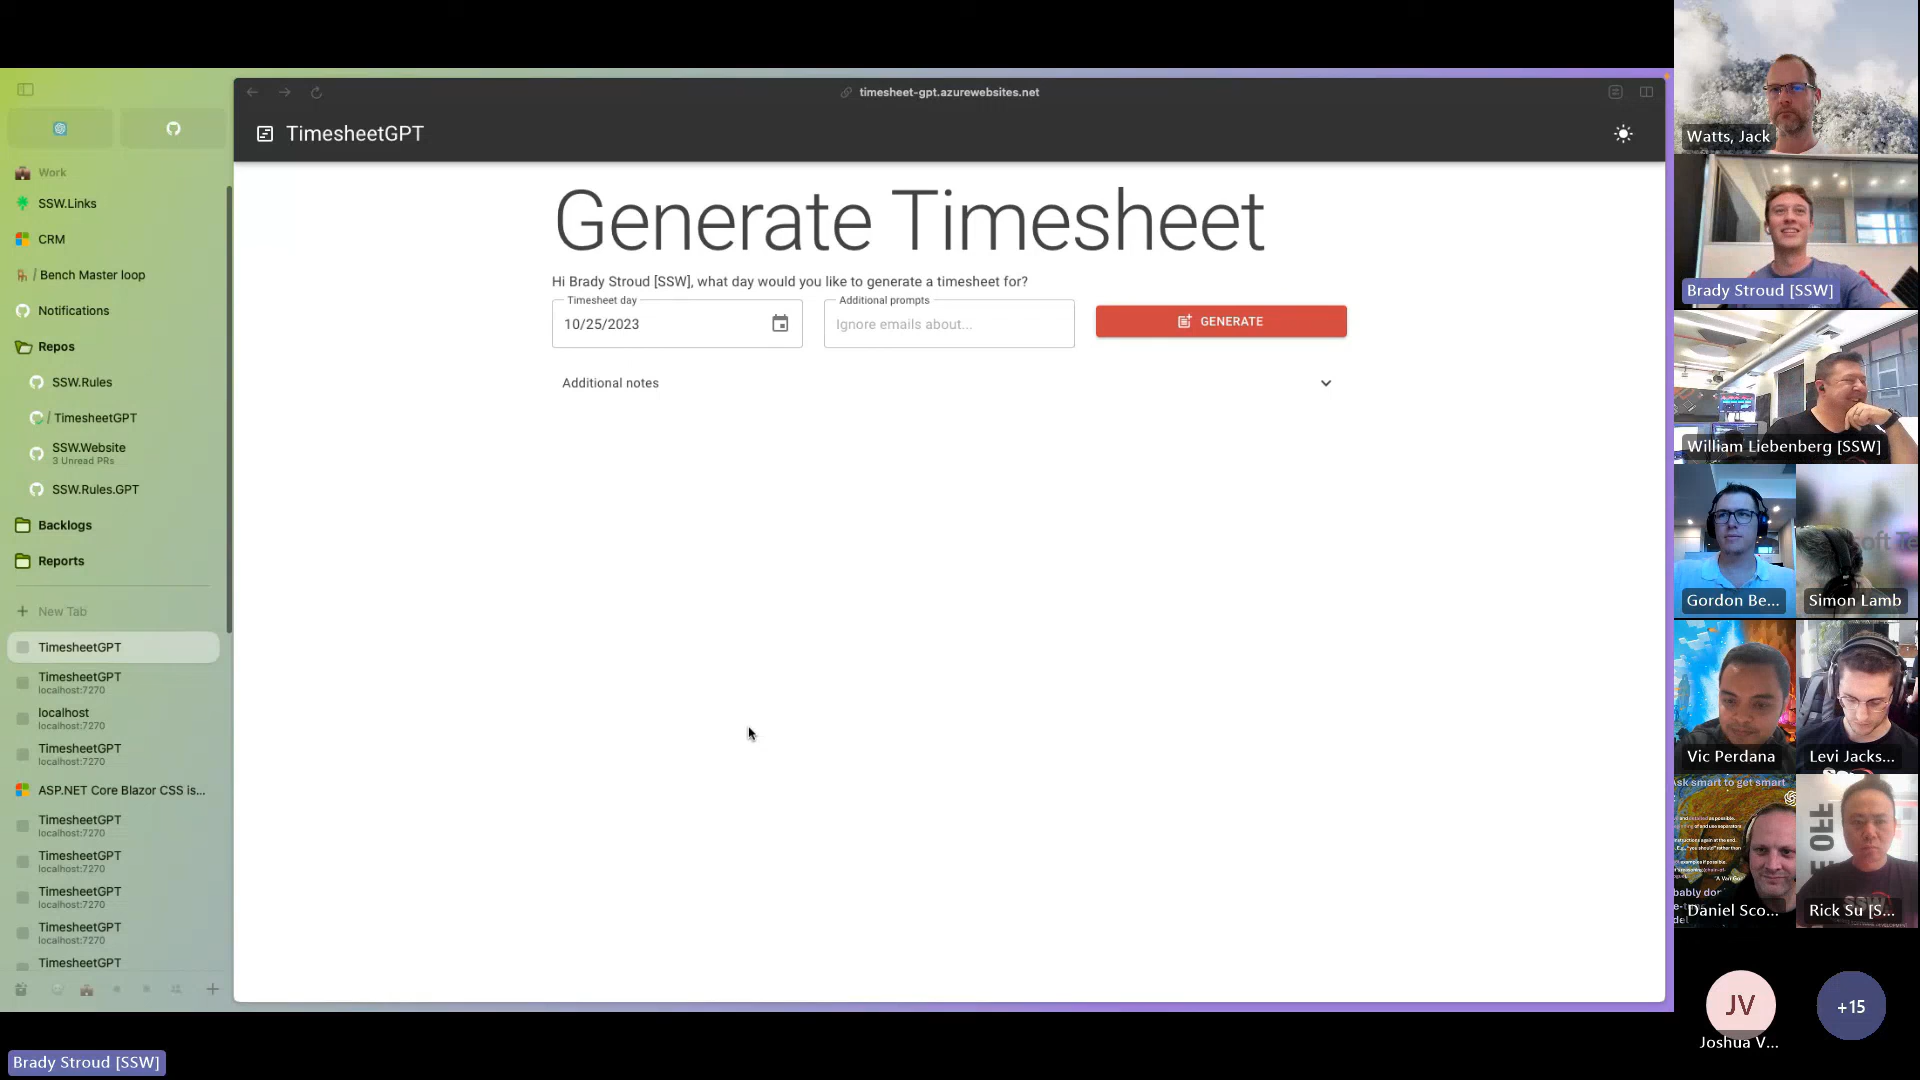 timesheet-gpt.azurewebsites.net
TimesheetGPT
Generate Timesheet
Hi Brady Stroud [SSW], what day would you like to generate a timesheet for?
Timesheet day
10/25/2023
Additional prompts
Ignore emails about...
GENERATE
Additional notes
Work
SSW.Links
CRM
/ Bench Master loop
Notifications
Repos
SSW.Rules
/ TimesheetGPT
SSW.Website
3 Unread PRs
SSW.Rules.GPT
Backlogs
Reports
+ New Tab
TimesheetGPT
TimesheetGPT
localhost:7270
localhost
localhost:7270
TimesheetGPT
localhost:7270
ASP.NET Core Blazor CSS is...
TimesheetGPT
localhost:7270
TimesheetGPT
localhost:7270
TimesheetGPT
localhost:7270
TimesheetGPT
localhost:7270
TimesheetGPT
Brady Stroud [SSW]
Watts, Jack
Brady Stroud [SSW]
William Liebenberg [SSW]
Gordon Be...
Simon Lamb
Vic Perdana
Levi Jacks...
Ask smart to get smart
Daniel Sco...
Rick Su [S...
JV
Joshua V...
+15